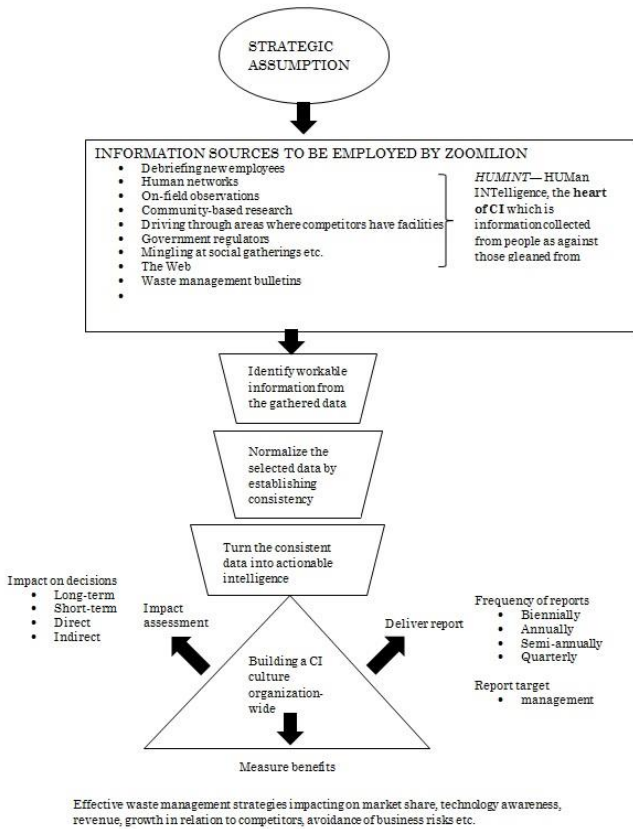 STRATEGIC
ASSUMPTION
INFORMATION SOURCES TO BE EMPLOYED BY ZOOMLION
• Debriefing new employees
• Human networks
• On-field observations
• Community-based research
• Driving through areas where competitors have facilities
• Government regulators
• Mingling at social gatherings etc.
• The Web
• Waste management bulletins
•
HUMINT— HUMan
INTelligence, the heart
of CI which is
information collected
from people as against
those gleaned from
Identify workable
information from
the gathered data
Normalize the
selected data by
establishing
consistency
Turn the consistent
data into actionable
intelligence
Impact on decisions
• Long-term
• Short-term
• Direct
• Indirect
Impact
assessment
Building a CI
culture
organization-
wide
Deliver report
Frequency of reports
• Biennially
• Annually
• Semi-annually
• Quarterly
Report target
• management
Measure benefits
Effective waste management strategies impacting on market share, technology awareness,
revenue, growth in relation to competitors, avoidance of business risks etc.